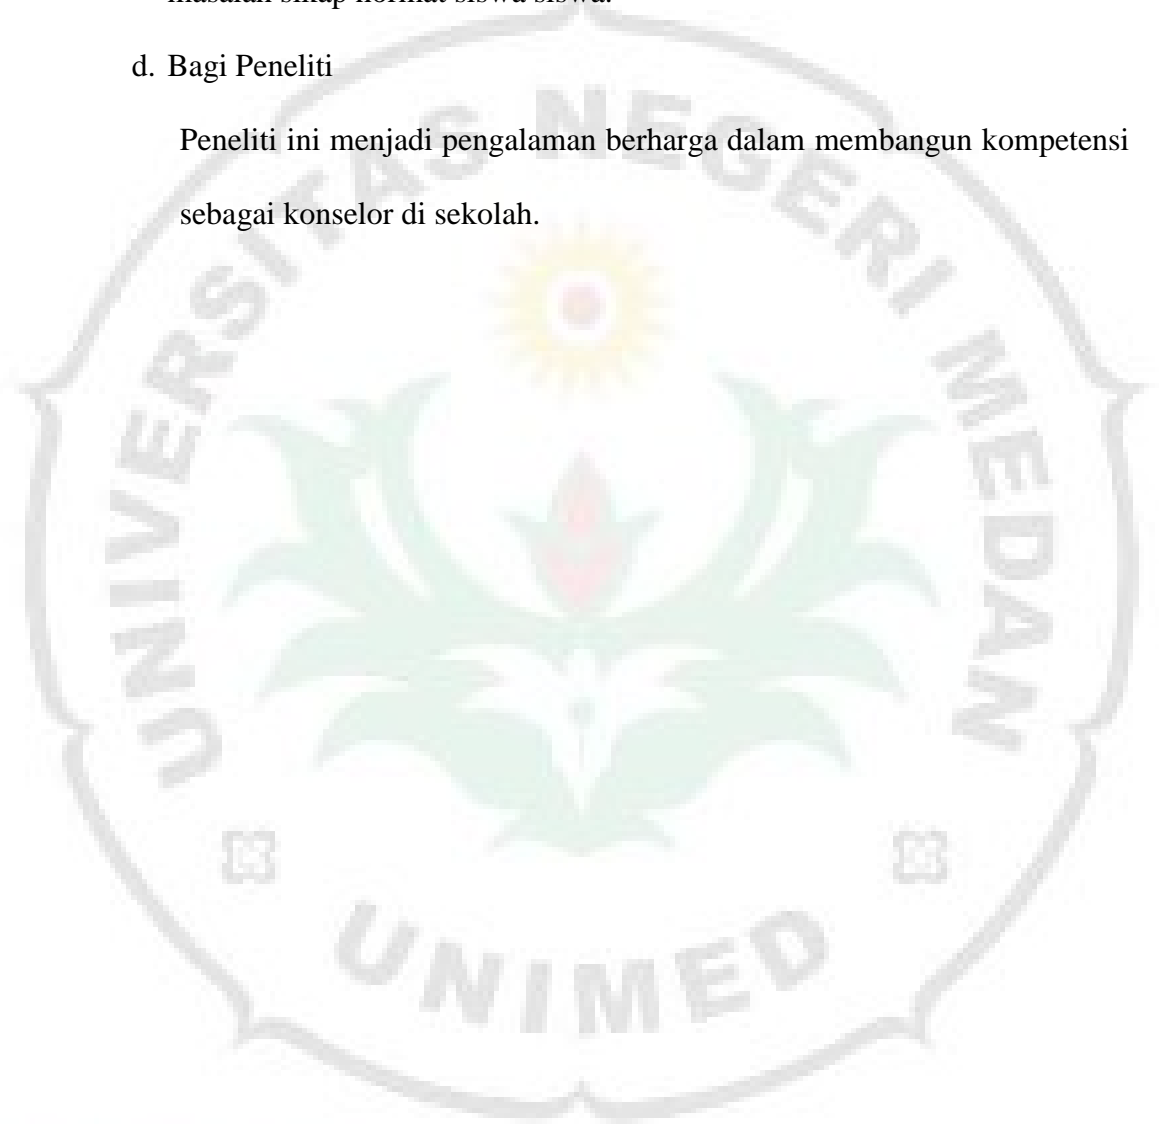 d. Bagi Peneliti
Peneliti ini menjadi pengalaman berharga dalam membangun kompetensi
sebagai konselor di sekolah.
UNIVERSITAS NEGERI MEDAN
UNIMED